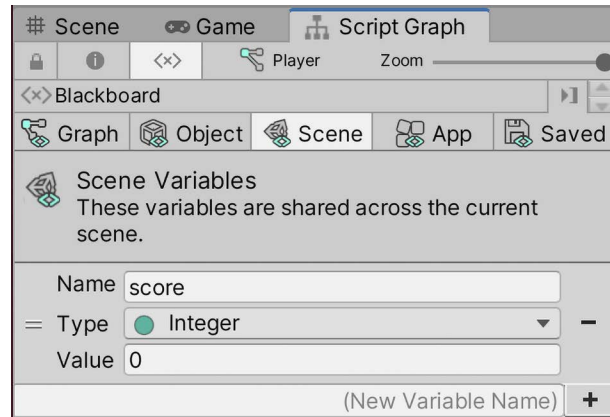 Scene Game Script Graph
Player Zoom
Blackboard
Graph Object Scene App Saved
Scene Variables
These variables are shared across the current
scene.
Name score
Type Integer
Value 0
(New Variable Name)